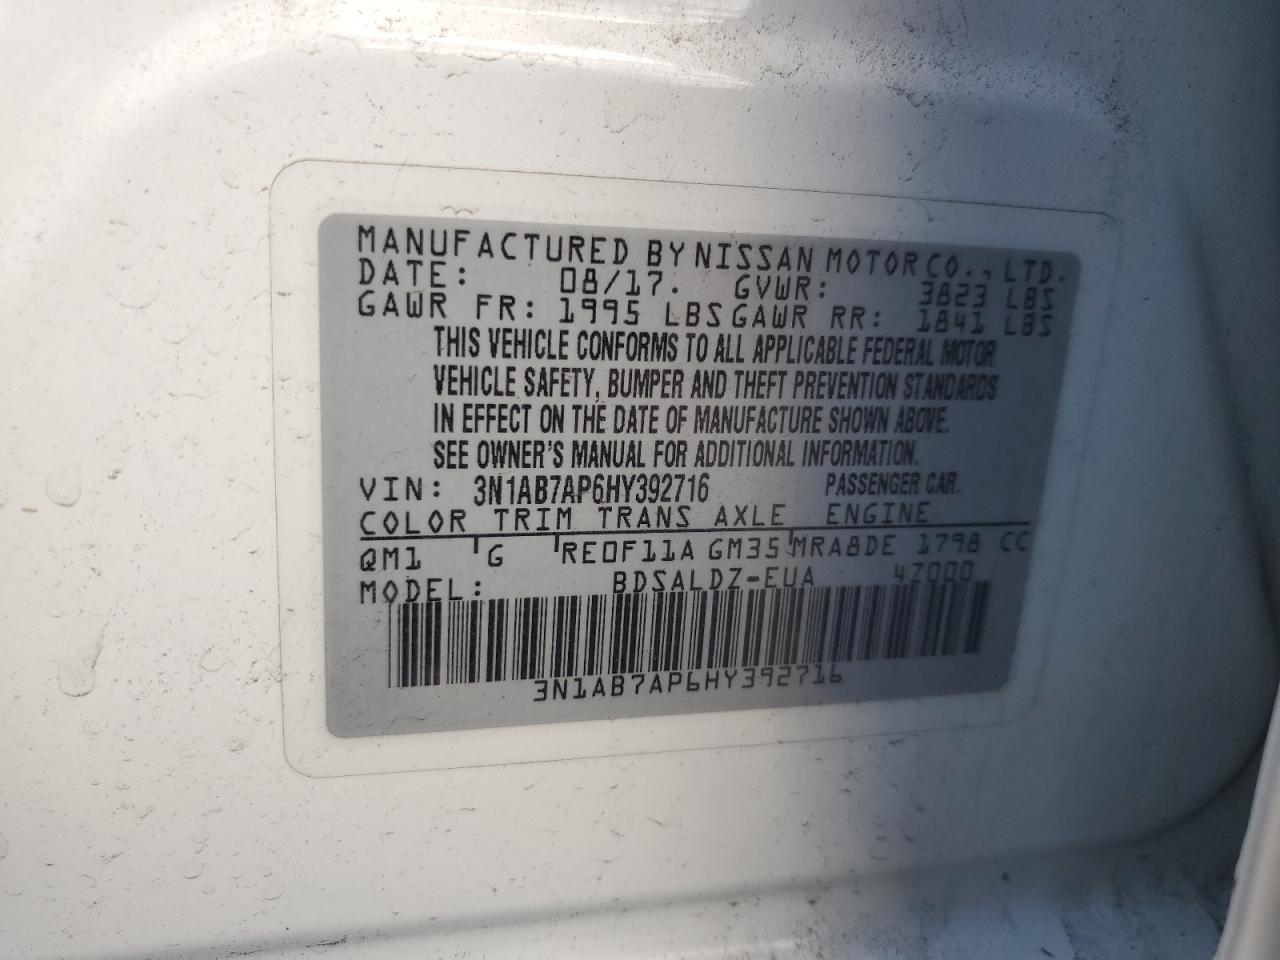 MANUFACTURED BY NISSAN MOTOR CO., LTD.
DATE: 08/17. GVWR: 3823 LBS
GAWR FR: 1995 LBS GAWR RR: 1841 LBS
THIS VEHICLE CONFORMS TO ALL APPLICABLE FEDERAL MOTOR
VEHICLE SAFETY, BUMPER AND THEFT PREVENTION STANDARDS
IN EFFECT ON THE DATE OF MANUFACTURE SHOWN ABOVE.
SEE OWNER'S MANUAL FOR ADDITIONAL INFORMATION.
VIN: 3N1AB7AP6HY392716 PASSENGER CAR.
COLOR TRIM TRANS AXLE ENGINE
QM1 G RE0F11A GM35 MRA8DE 1798 CC
MODEL: BDSALDZ-EUA 4Z000
3N1AB7AP6HY392716